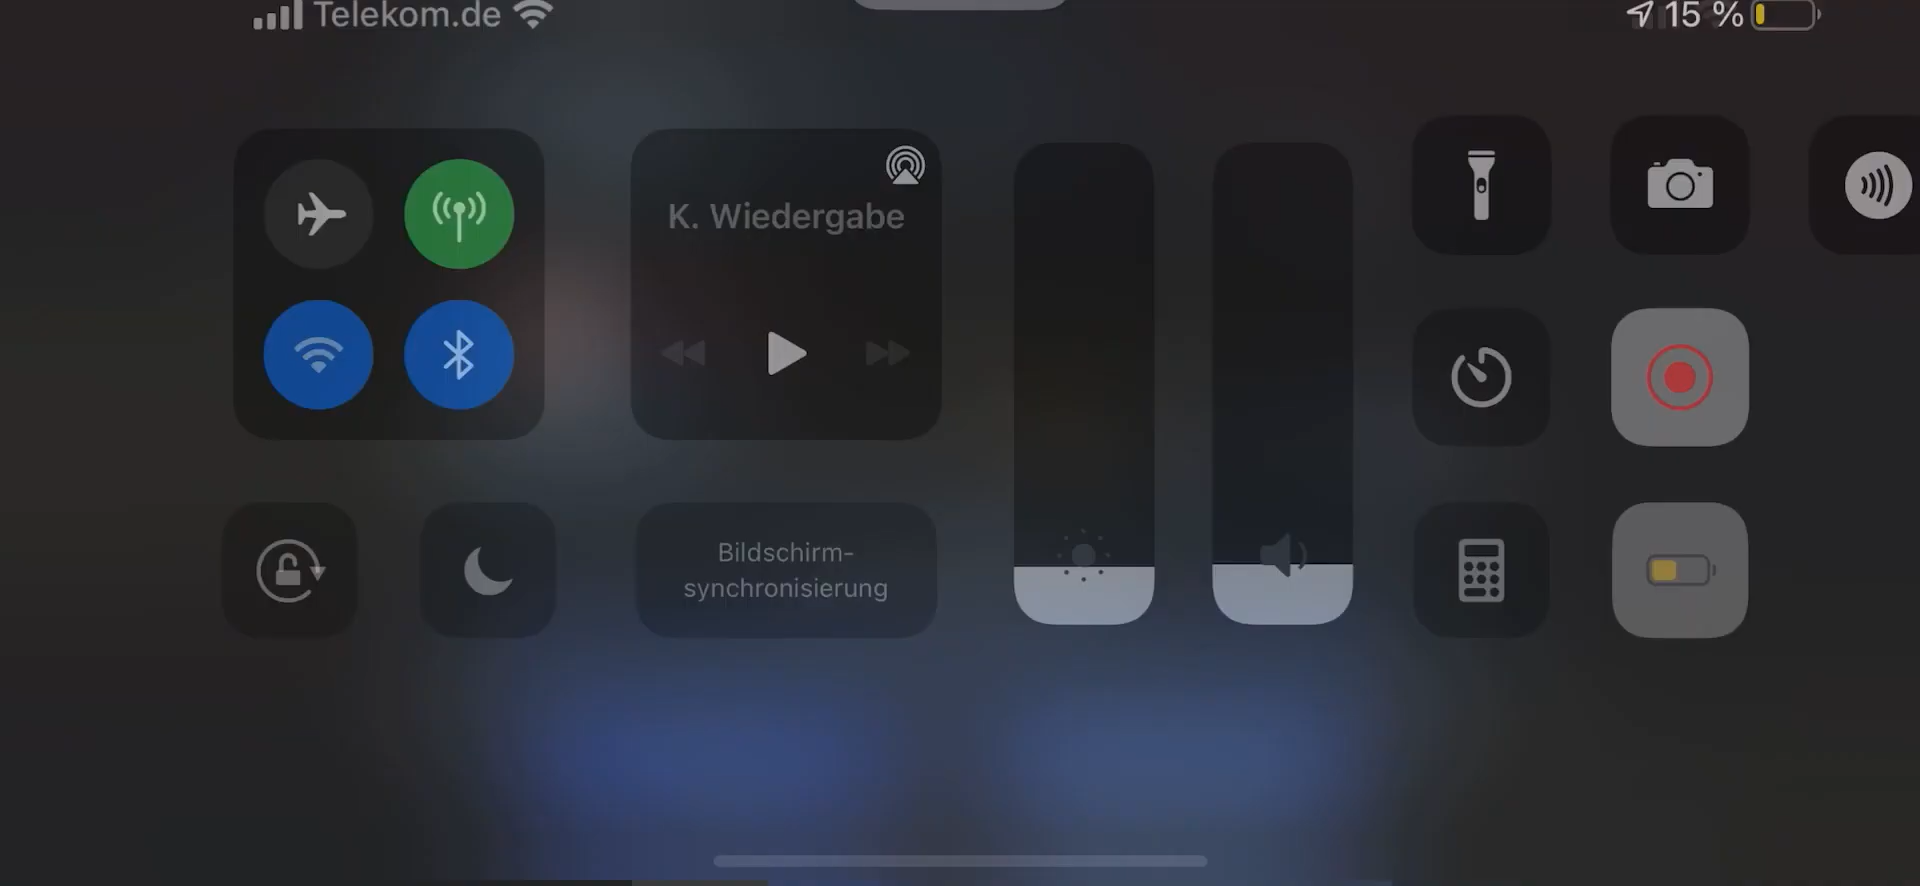 Telekom.de
15 %
K. Wiedergabe
Bildschirm-
synchronisierung